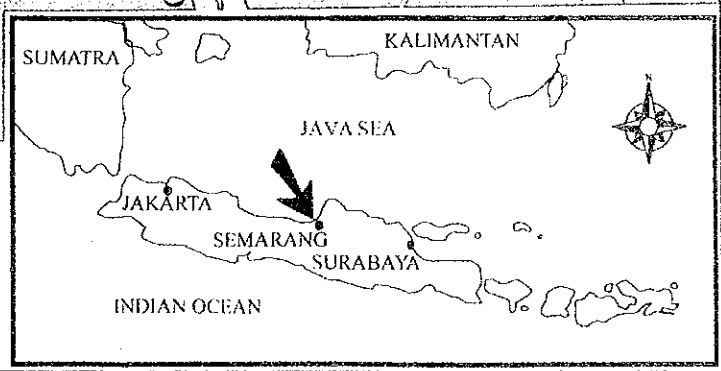 KALIMANTAN
SUMATRA
N
JAVA SEA
JAKARTA
SEMARANG
SURABAYA
INDIAN OCEAN